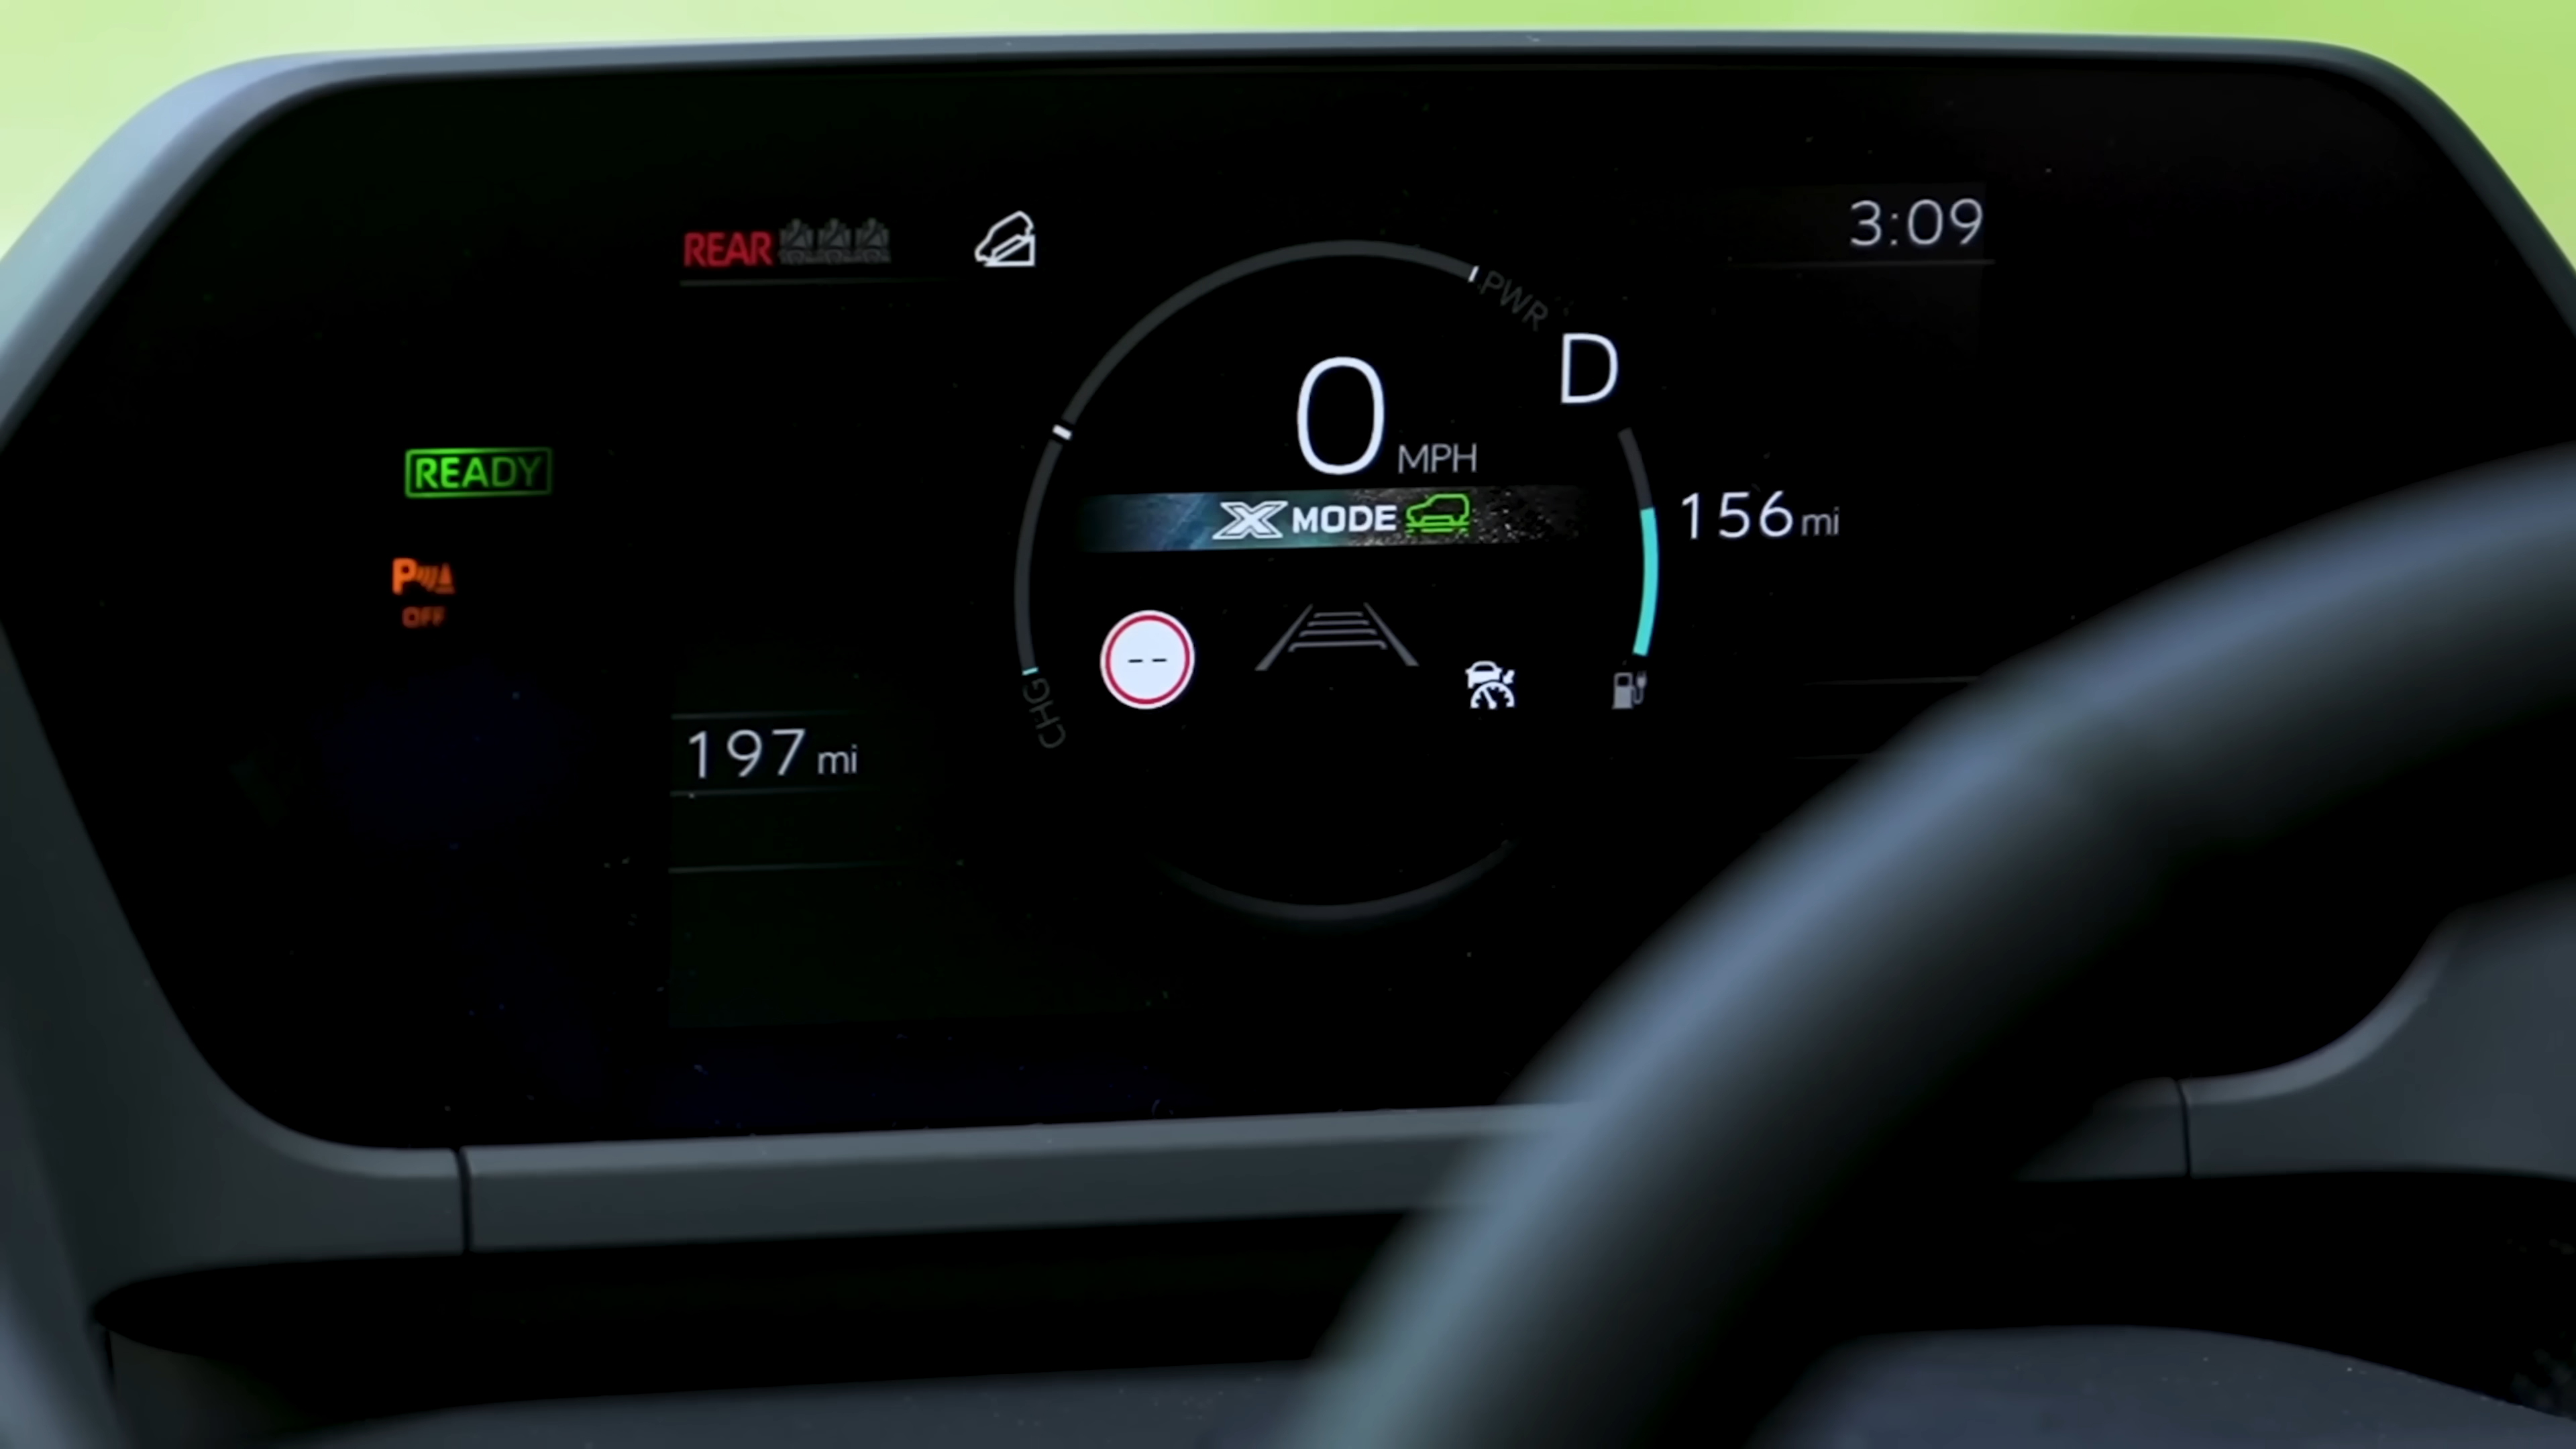 REAR
3:09
PWR
D
0 MPH
READY
X MODE
156 mi
P
OFF
--
CHG
197 mi